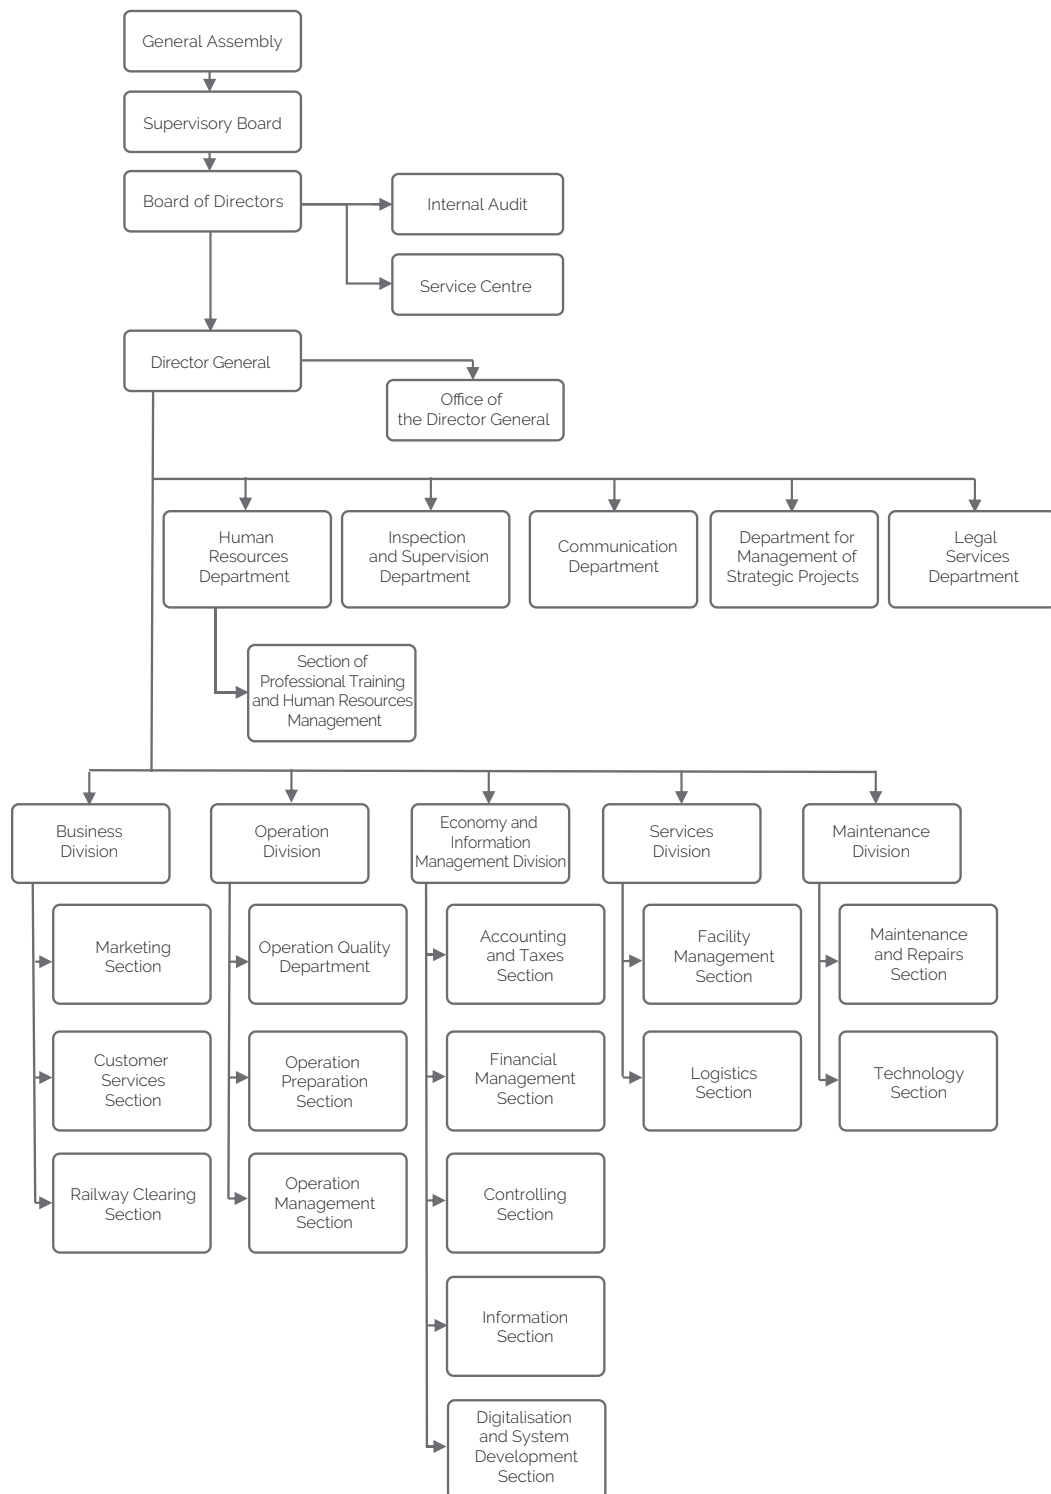 General Assembly
Supervisory Board
Board of Directors
Internal Audit
Service Centre
Director General
Office of
the Director General
Human
Resources
Department
Inspection
and Supervision
Department
Communication
Department
Department for
Management of
Strategic Projects
Legal
Services
Department
Section of
Professional Training
and Human Resources
Management
Business
Division
Operation
Division
Economy and
Information
Management Division
Services
Division
Maintenance
Division
Marketing
Section
Operation Quality
Department
Accounting
and Taxes
Section
Facility
Management
Section
Maintenance
and Repairs
Section
Customer
Services
Section
Operation
Preparation
Section
Financial
Management
Section
Logistics
Section
Technology
Section
Railway Clearing
Section
Operation
Management
Section
Controlling
Section
Information
Section
Digitalisation
and System
Development
Section